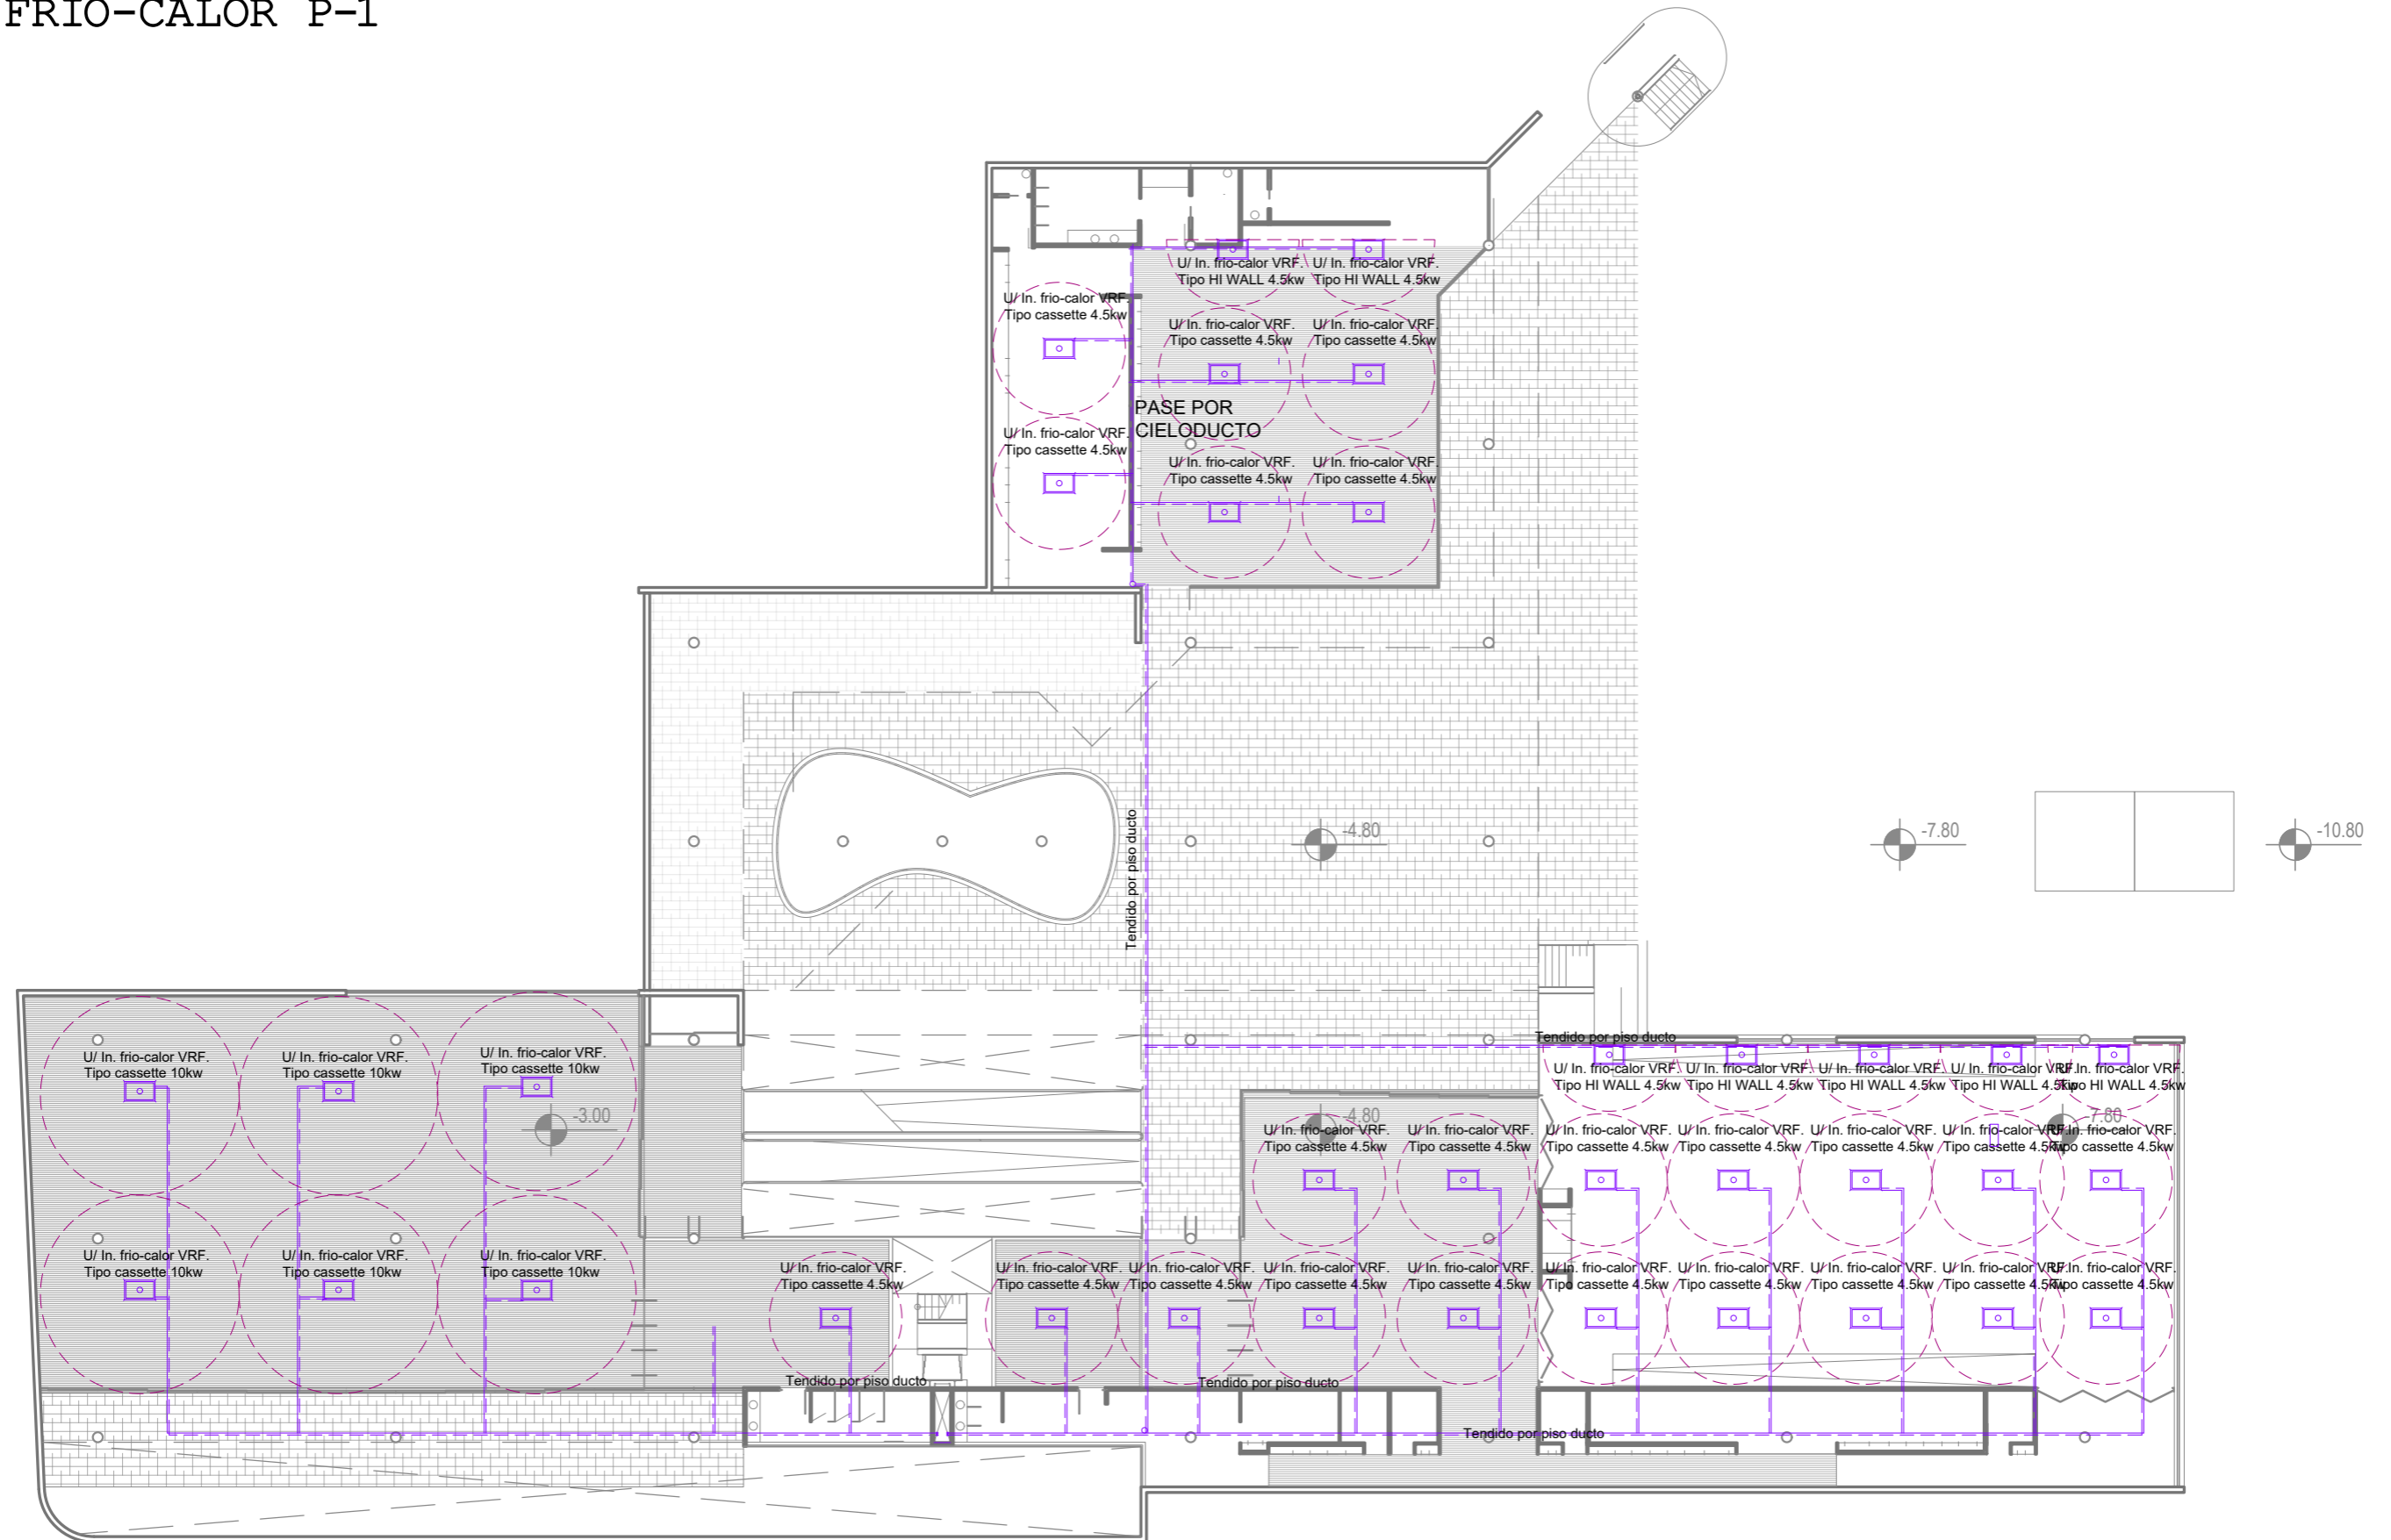 FRIO-CALOR P-1
U/ In. frio-calor VRF.
Tipo HI WALL 4.5kw
U/ In. frio-calor VRF.
Tipo HI WALL 4.5kw
U/ In. frio-calor VRF.
Tipo cassette 4.5kw
U/ In. frio-calor VRF.
Tipo cassette 4.5kw
U/ In. frio-calor VRF.
Tipo cassette 4.5kw
PASE POR
CIELODUCTO
U/ In. frio-calor VRF.
Tipo cassette 4.5kw
U/ In. frio-calor VRF.
Tipo cassette 4.5kw
U/ In. frio-calor VRF.
Tipo cassette 4.5kw
Tendido por piso ducto
-4.80
-7.80
-10.80
Tendido por piso ducto
U/ In. frio-calor VRF.
Tipo cassette 10kw
U/ In. frio-calor VRF.
Tipo cassette 10kw
U/ In. frio-calor VRF.
Tipo cassette 10kw
U/ In. frio-calor VRF.
Tipo HI WALL 4.5kw
U/ In. frio-calor VRF.
Tipo HI WALL 4.5kw
U/ In. frio-calor VRF.
Tipo HI WALL 4.5kw
U/ In. frio-calor VRF.
Tipo HI WALL 4.5kw
U/ In. frio-calor VRF.
Tipo HI WALL 4.5kw
-3.00
-4.80
-7.80
U/ In. frio-calor VRF.
Tipo cassette 4.5kw
U/ In. frio-calor VRF.
Tipo cassette 4.5kw
U/ In. frio-calor VRF.
Tipo cassette 4.5kw
U/ In. frio-calor VRF.
Tipo cassette 4.5kw
U/ In. frio-calor VRF.
Tipo cassette 4.5kw
U/ In. frio-calor VRF.
Tipo cassette 4.5kw
U/ In. frio-calor VRF.
Tipo cassette 4.5kw
U/ In. frio-calor VRF.
Tipo cassette 10kw
U/ In. frio-calor VRF.
Tipo cassette 10kw
U/ In. frio-calor VRF.
Tipo cassette 10kw
U/ In. frio-calor VRF.
Tipo cassette 4.5kw
U/ In. frio-calor VRF.
Tipo cassette 4.5kw
U/ In. frio-calor VRF.
Tipo cassette 4.5kw
U/ In. frio-calor VRF.
Tipo cassette 4.5kw
U/ In. frio-calor VRF.
Tipo cassette 4.5kw
U/ In. frio-calor VRF.
Tipo cassette 4.5kw
U/ In. frio-calor VRF.
Tipo cassette 4.5kw
U/ In. frio-calor VRF.
Tipo cassette 4.5kw
U/ In. frio-calor VRF.
Tipo cassette 4.5kw
U/ In. frio-calor VRF.
Tipo cassette 4.5kw
Tendido por piso ducto
Tendido por piso ducto
Tendido por piso ducto